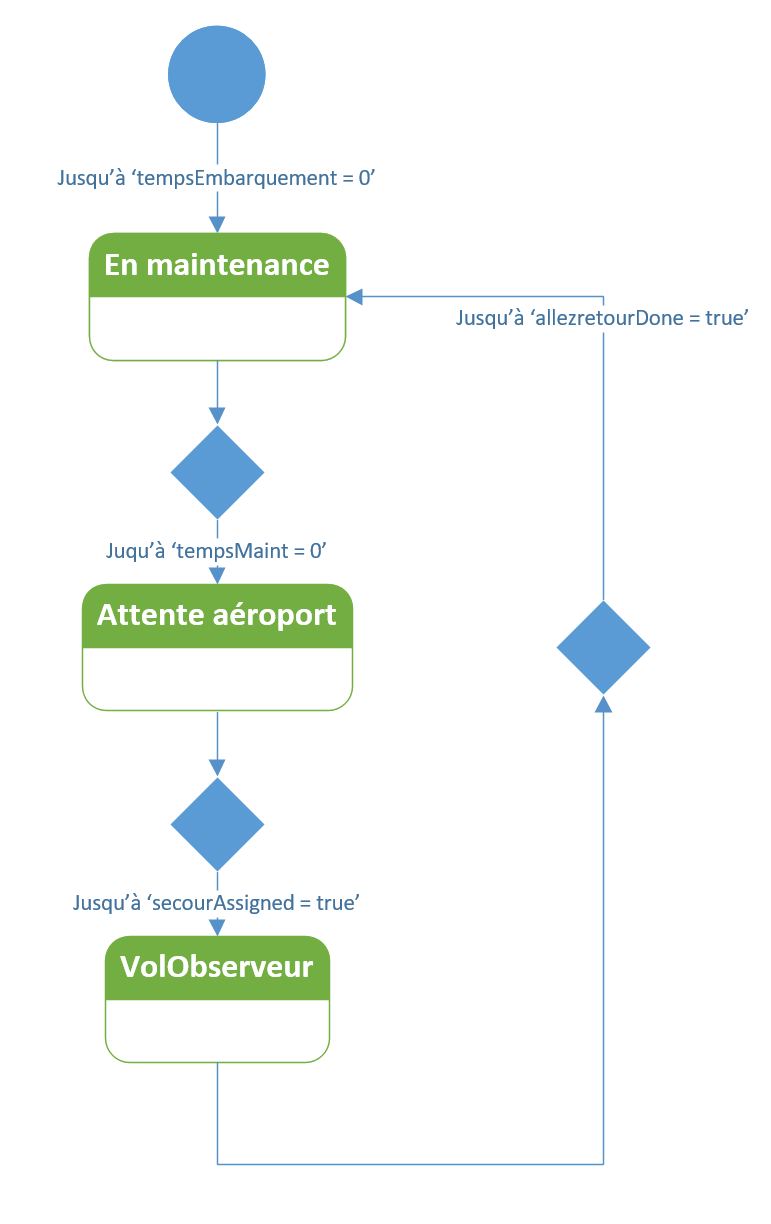 Jusqu’à ‘tempsEmbarquement = 0’
En maintenance
Jusqu’à ‘allezretourDone = true’
Juqu’à ‘tempsMaint = 0’
Attente aéroport
Jusqu’à ‘secourAssigned = true’
VolObserveur